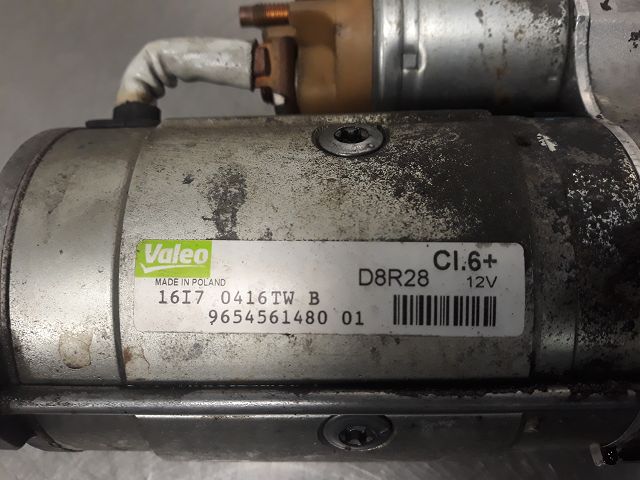 Valeo
MADE IN POLAND
D8R28
Cl.6+
12V
16I7 0416TW B
9654561480 01